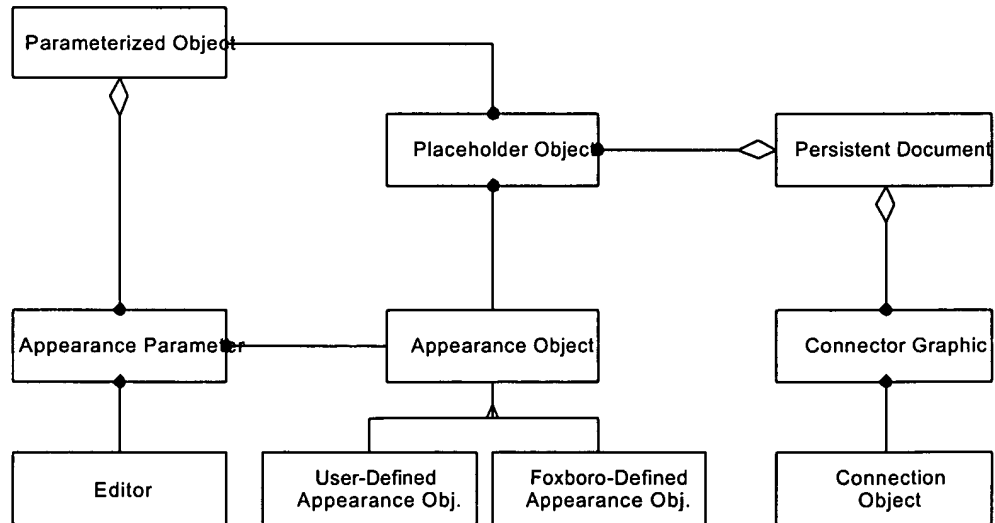 Parameterized Object
Placeholder Object
Persistent Document
Appearance Parameter
Appearance Object
Connector Graphic
Editor
User-Defined
Appearance Obj.
Foxboro-Defined
Appearance Obj.
Connection
Object